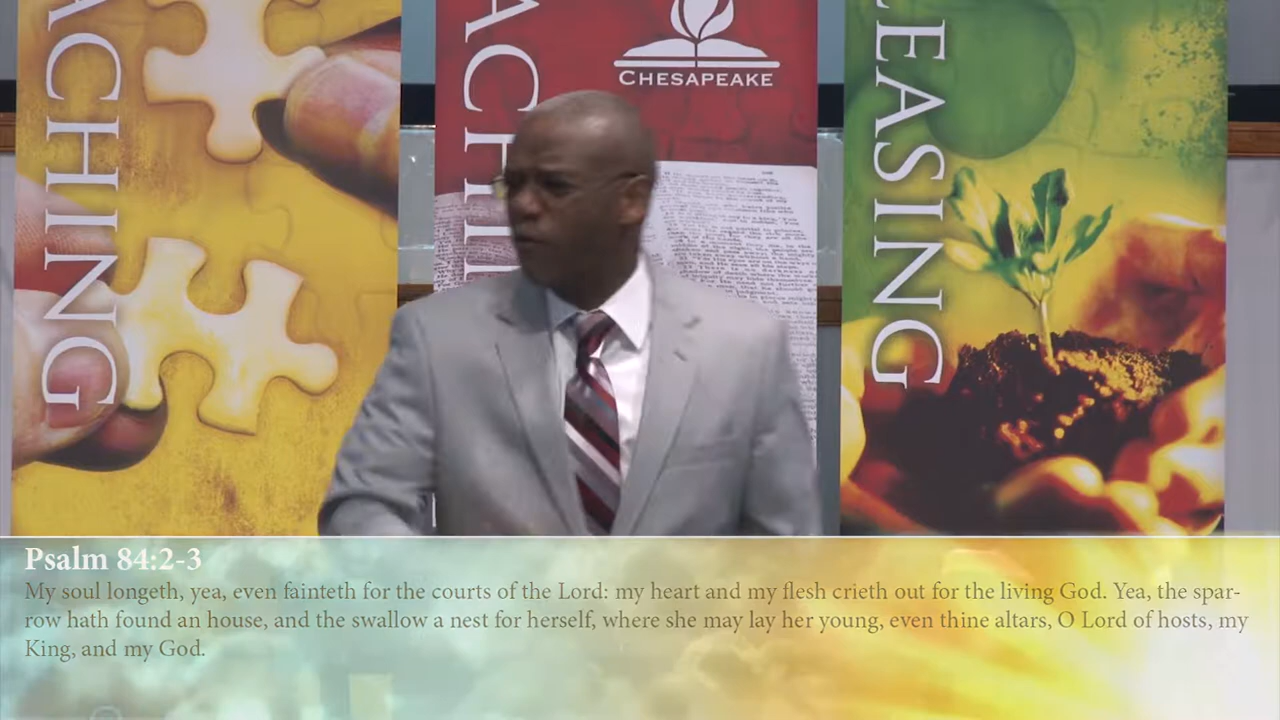 ACHING
ACHI
CHESAPEAKE
EASING
Psalm 84:2-3
My soul longeth, yea, even fainteth for the courts of the Lord: my heart and my flesh crieth out for the living God. Yea, the spar-
row hath found an house, and the swallow a nest for herself, where she may lay her young, even thine altars, O Lord of hosts, my
King, and my God.